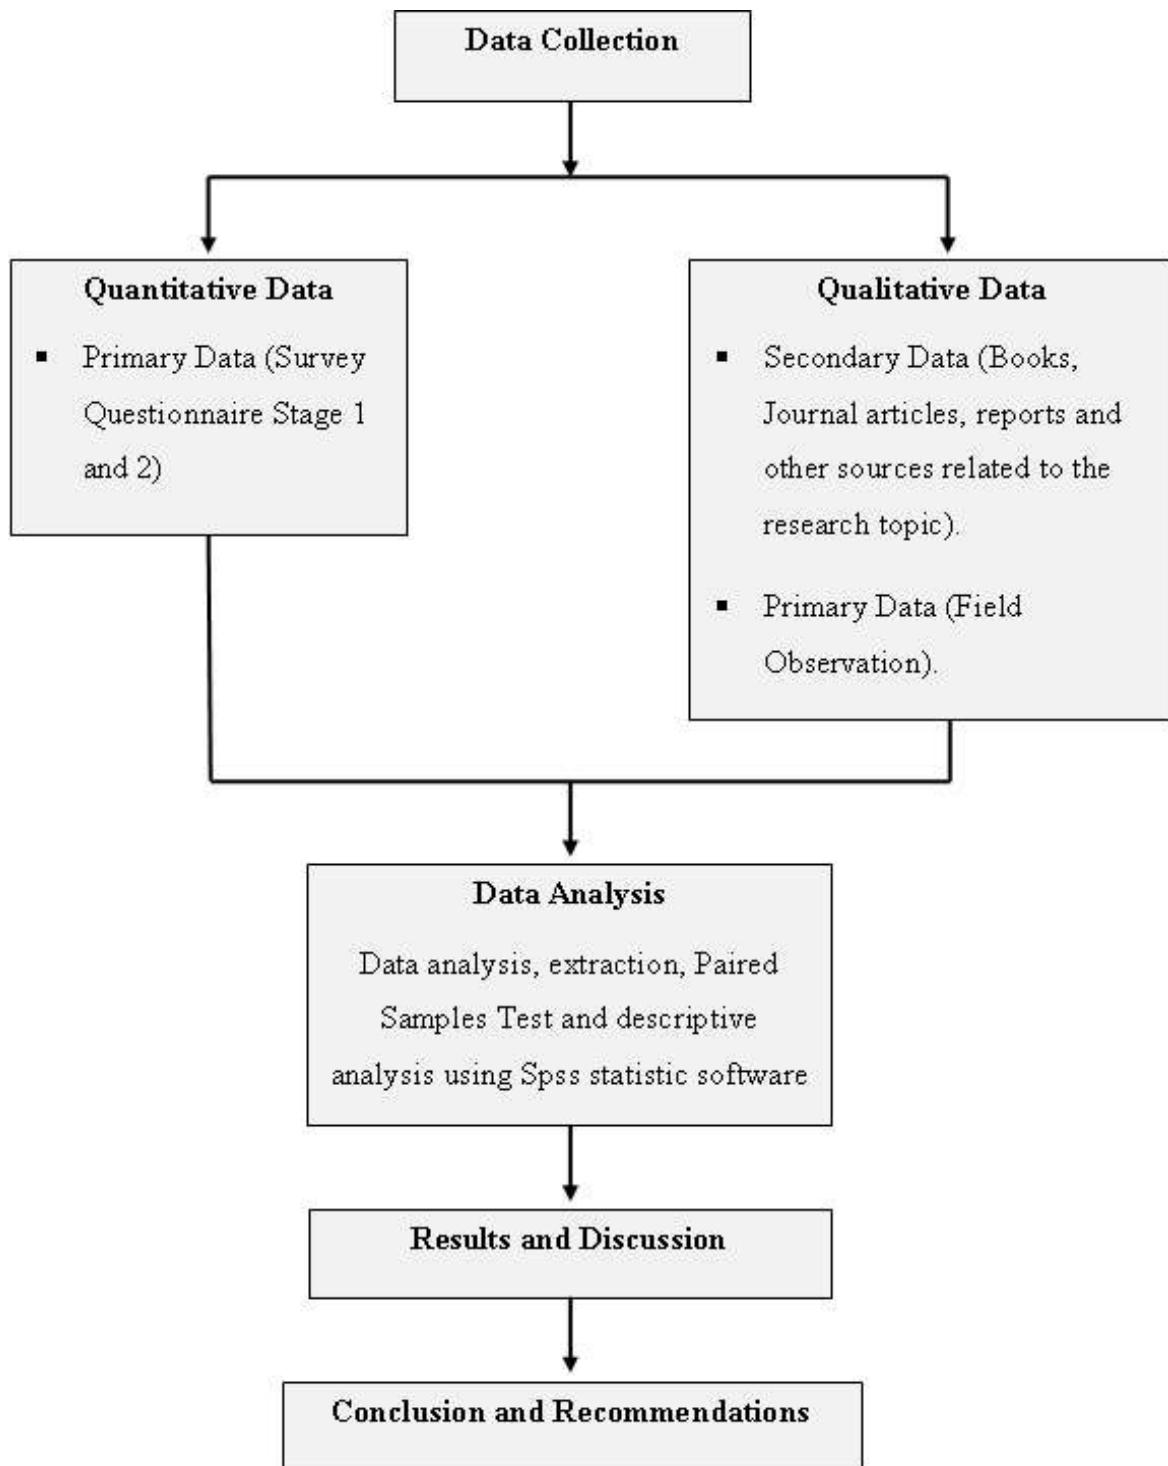 Data Collection
Quantitative Data
▪ Primary Data (Survey
Questionnaire Stage 1
and 2)
Qualitative Data
▪ Secondary Data (Books,
Journal articles, reports and
other sources related to the
research topic).
▪ Primary Data (Field
Observation).
Data Analysis
Data analysis, extraction, Paired
Samples Test and descriptive
analysis using Spss statistic software
Results and Discussion
Conclusion and Recommendations